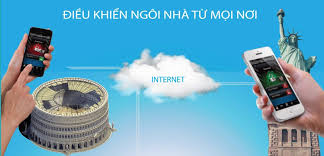 ĐIỀU KHIỂN NGÔI NHÀ TỪ MỌI NƠI
INTERNET